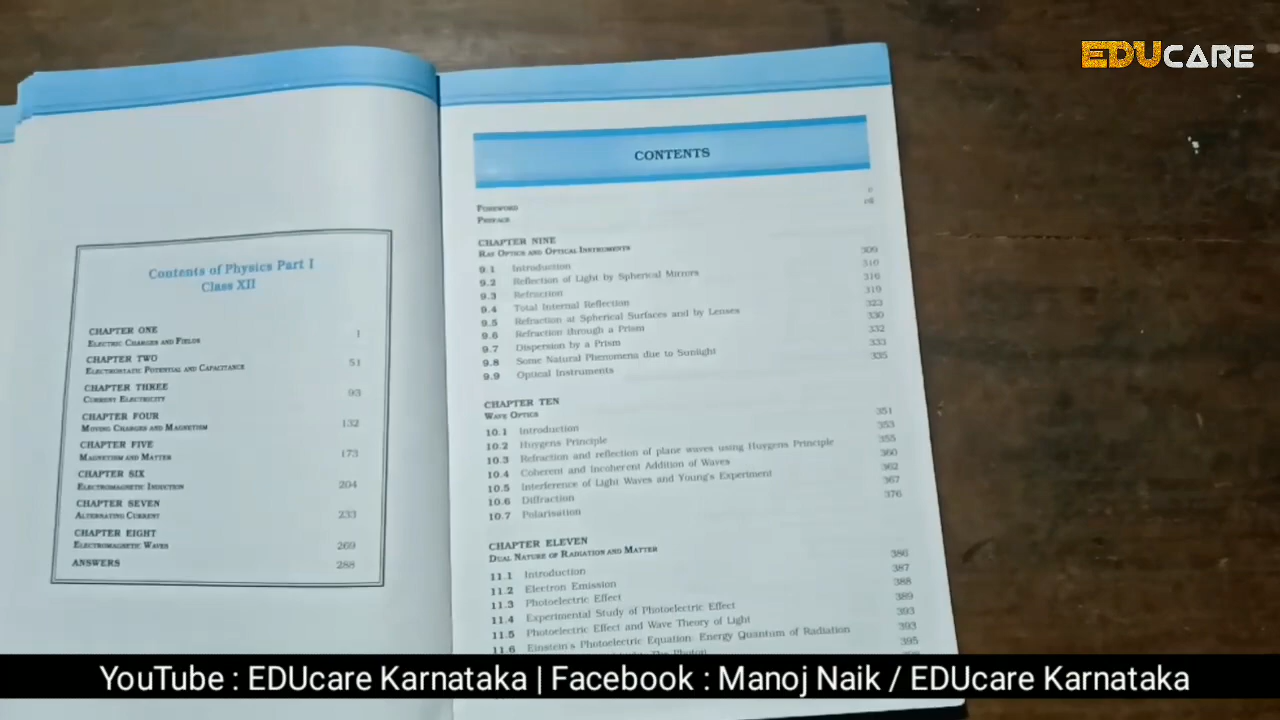 EDUCARE
Contents of Physics Part I
Class XII
CHAPTER ONE
ELECTRIC CHARGES AND FIELDS 1
CHAPTER TWO
ELECTROSTATIC POTENTIAL AND CAPACITANCE 51
CHAPTER THREE
CURRENT ELECTRICITY 93
CHAPTER FOUR
MOVING CHARGES AND MAGNETISM 132
CHAPTER FIVE
MAGNETISM AND MATTER 173
CHAPTER SIX
ELECTROMAGNETIC INDUCTION 204
CHAPTER SEVEN
ALTERNATING CURRENT 233
CHAPTER EIGHT
ELECTROMAGNETIC WAVES 269
ANSWERS 288
CONTENTS
FOREWORD v
PREFACE vii
CHAPTER NINE
RAY OPTICS AND OPTICAL INSTRUMENTS
9.1 Introduction 309
9.2 Reflection of Light by Spherical Mirrors 310
9.3 Refraction 316
9.4 Total Internal Reflection 319
9.5 Refraction at Spherical Surfaces and by Lenses 323
9.6 Refraction through a Prism 330
9.7 Dispersion by a Prism 332
9.8 Some Natural Phenomena due to Sunlight 333
9.9 Optical Instruments 335
CHAPTER TEN
WAVE OPTICS
10.1 Introduction 351
10.2 Huygens Principle 353
10.3 Refraction and reflection of plane waves using Huygens Principle 355
10.4 Coherent and Incoherent Addition of Waves 360
10.5 Interference of Light Waves and Young's Experiment 362
10.6 Diffraction 367
10.7 Polarisation 376
CHAPTER ELEVEN
DUAL NATURE OF RADIATION AND MATTER
11.1 Introduction 386
11.2 Electron Emission 387
11.3 Photoelectric Effect 388
11.4 Experimental Study of Photoelectric Effect 389
11.5 Photoelectric Effect and Wave Theory of Light 393
11.6 Einstein's Photoelectric Equation: Energy Quantum of Radiation 393
The Photon 395
YouTube : EDUcare Karnataka | Facebook : Manoj Naik / EDUcare Karnataka